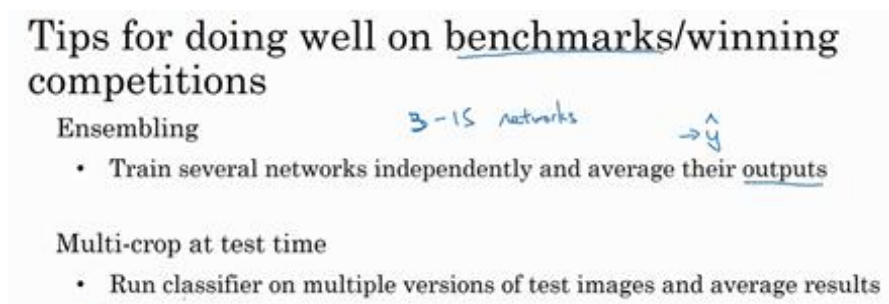 Tips for doing well on benchmarks/winning
competitions
Ensembling
3-15 networks
→ŷ
• Train several networks independently and average their outputs
Multi-crop at test time
• Run classifier on multiple versions of test images and average results